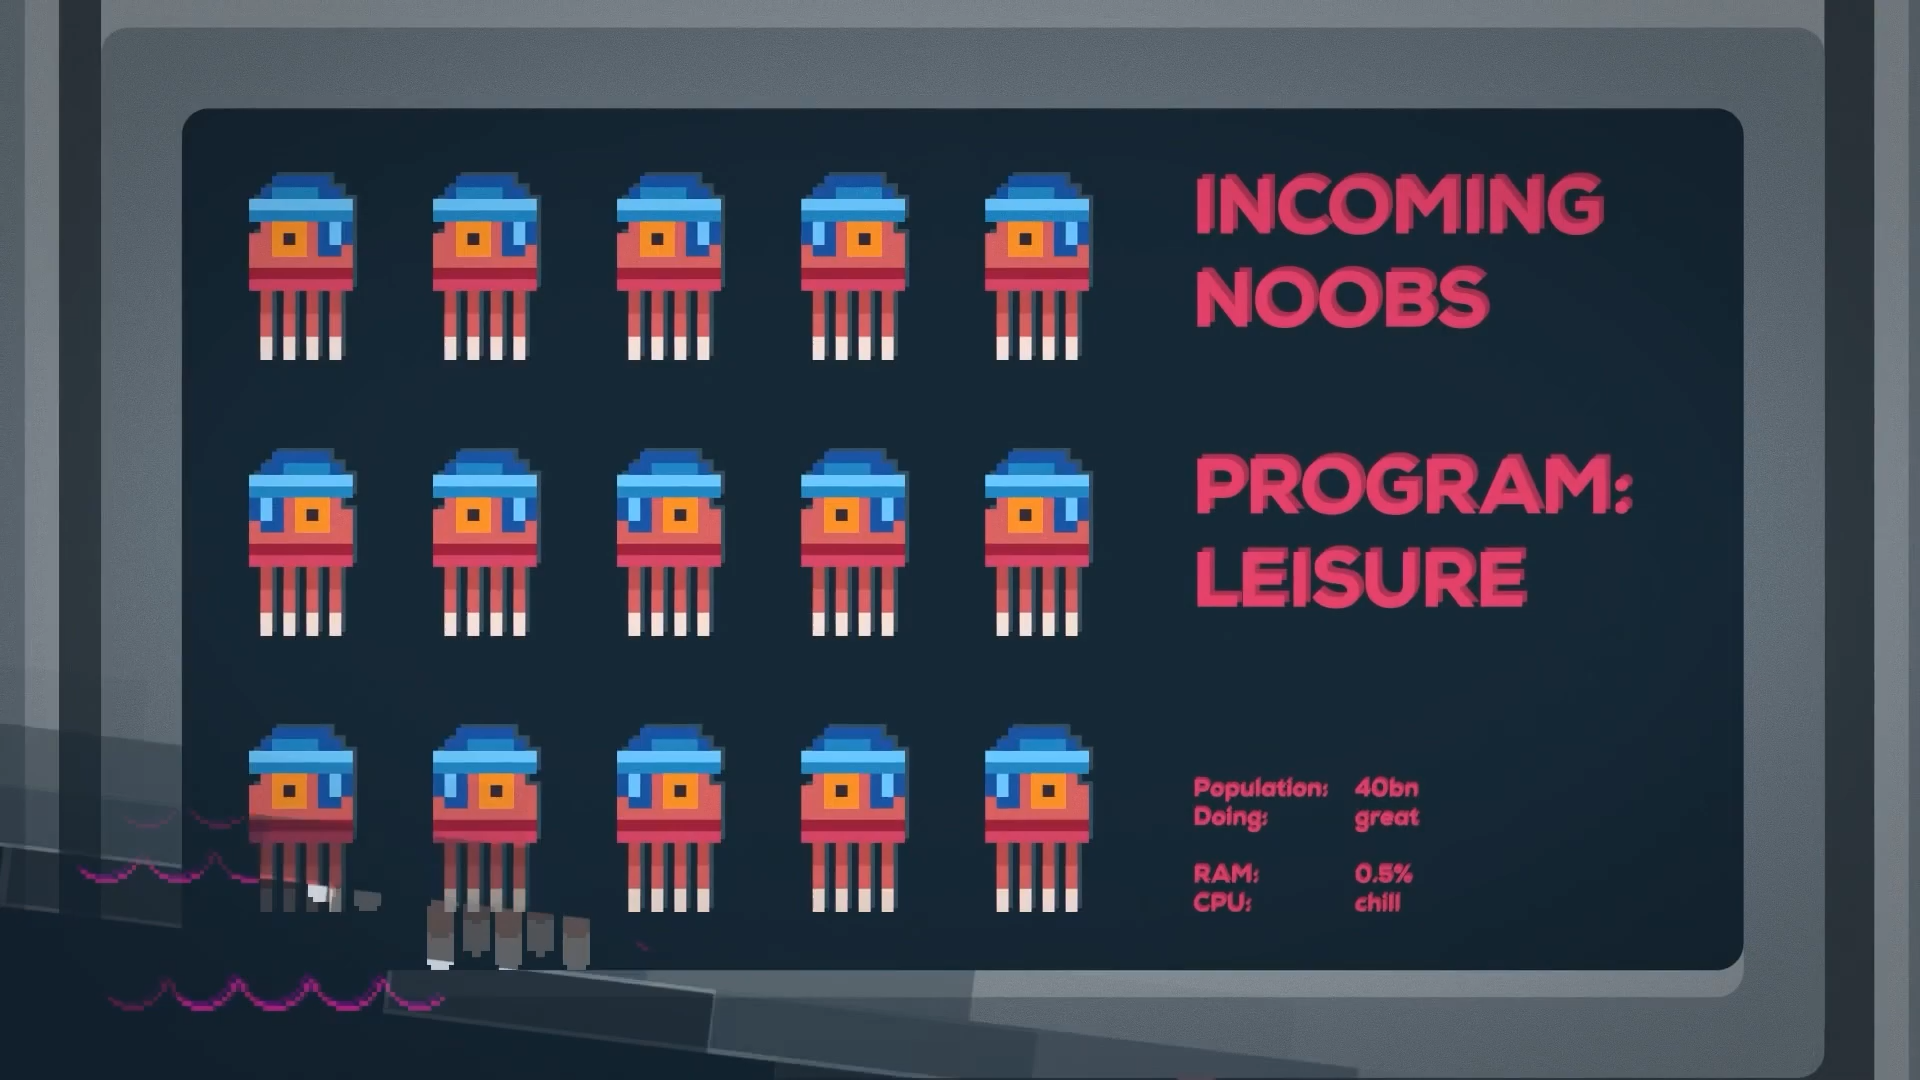 INCOMING
NOOBS
PROGRAM:
LEISURE
Population: 40bn
Doing: great
RAM: 0.5%
CPU: chill